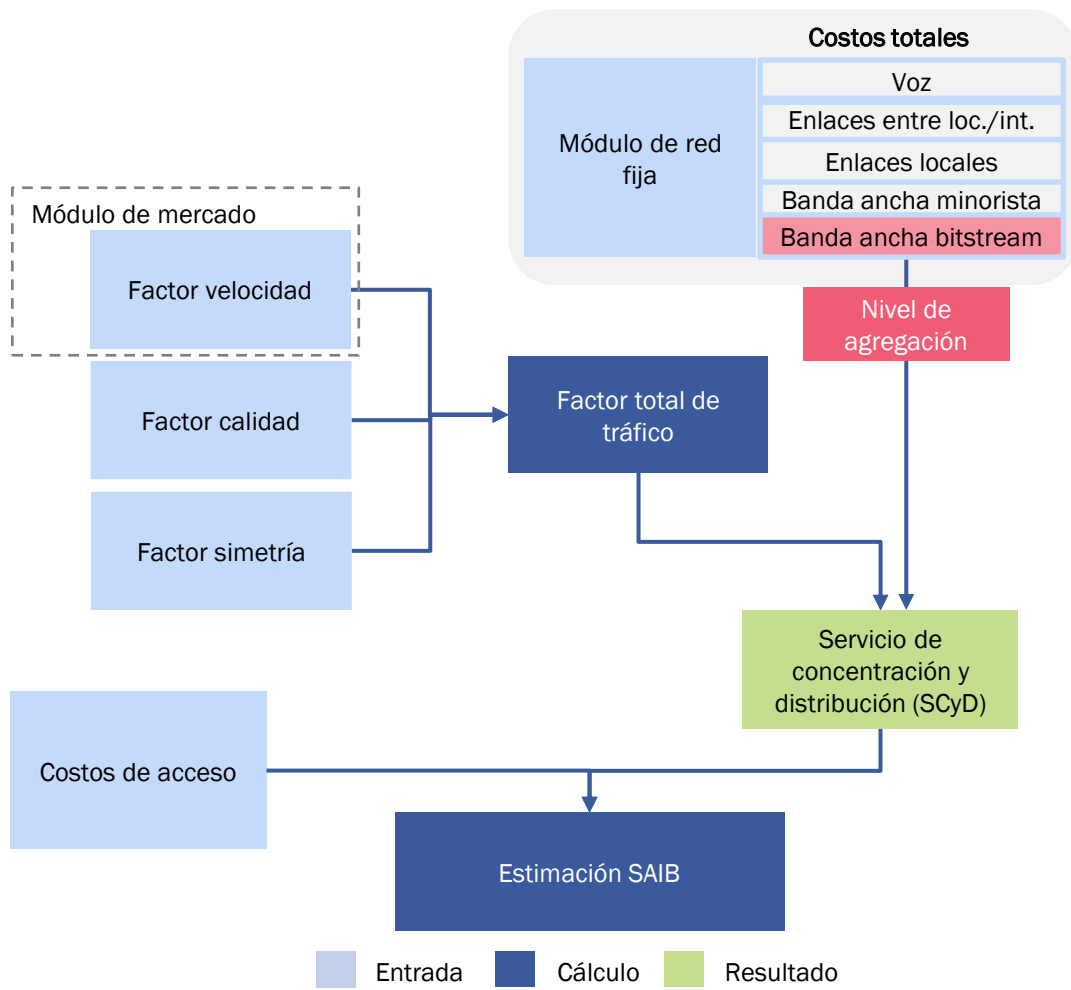 Costos totales
Módulo de red
fija
Voz
Enlaces entre loc./int.
Enlaces locales
Banda ancha minorista
Banda ancha bitstream
Módulo de mercado
Factor velocidad
Nivel de
agregación
Factor calidad
Factor total de
tráfico
Factor simetría
Servicio de
concentración y
distribución (SCyD)
Costos de acceso
Estimación SAIB
Entrada
Cálculo
Resultado